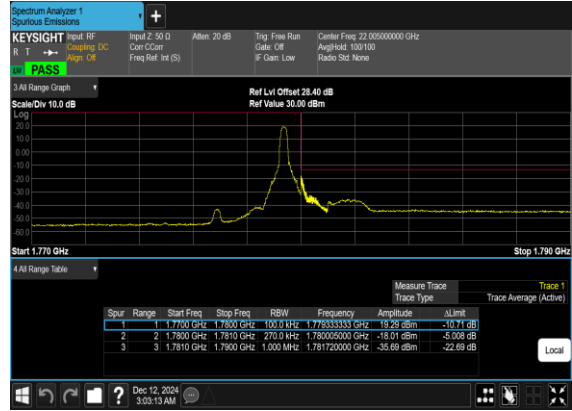 Spectrum Analyzer 1
Spurious Emissions
KEYSIGHT Input: RF Input Z: 50 Ω Atten: 20 dB Trig: Free Run Center Freq: 22.005000000 GHz
R T Coupling: DC Corr CCorr Gate: Off Avg|Hold: 100/100
Align: Off Freq Ref: Int (S) IF Gain: Low Radio Std: None
PASS
3 All Range Graph
Ref Lvl Offset 28.40 dB
Scale/Div 10.0 dB Ref Value 30.00 dBm
Log
20.0
10.0
0.00
-10.0
-20.0
-30.0
-40.0
-50.0
-60.0
Start 1.770 GHz Stop 1.790 GHz
4 All Range Table
Measure Trace Trace 1
Trace Type Trace Average (Active)
Spur Range Start Freq Stop Freq RBW Frequency Amplitude ΔLimit
1 1 1.7700 GHz 1.7800 GHz 100.0 kHz 1.779333333 GHz 19.29 dBm -10.71 dB
2 2 1.7800 GHz 1.7810 GHz 270.0 kHz 1.780005000 GHz -18.01 dBm -5.008 dB
3 3 1.7810 GHz 1.7900 GHz 1.000 MHz 1.781720000 GHz -35.69 dBm -22.69 dB
Local
? Dec 12, 2024
3:03:13 AM